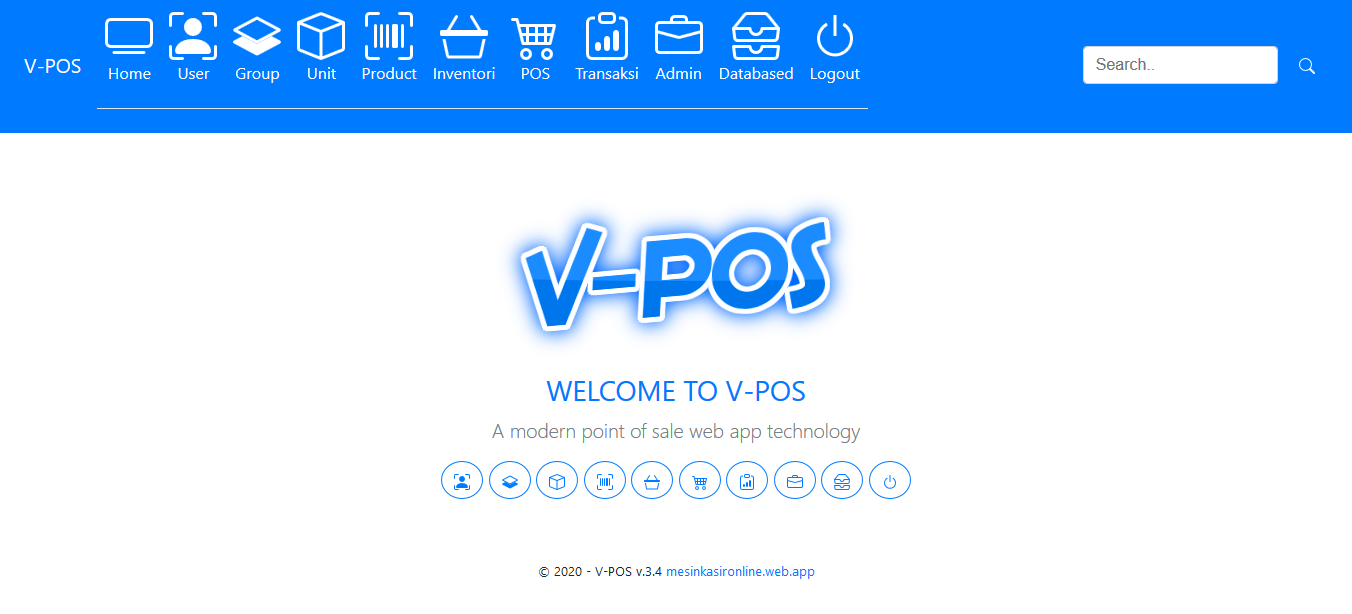 V-POS
Home User Group Unit Product Inventori POS Transaksi Admin Databased Logout
Search..
V-POS
WELCOME TO V-POS
A modern point of sale web app technology
© 2020 - V-POS v.3.4 mesinkasironline.web.app